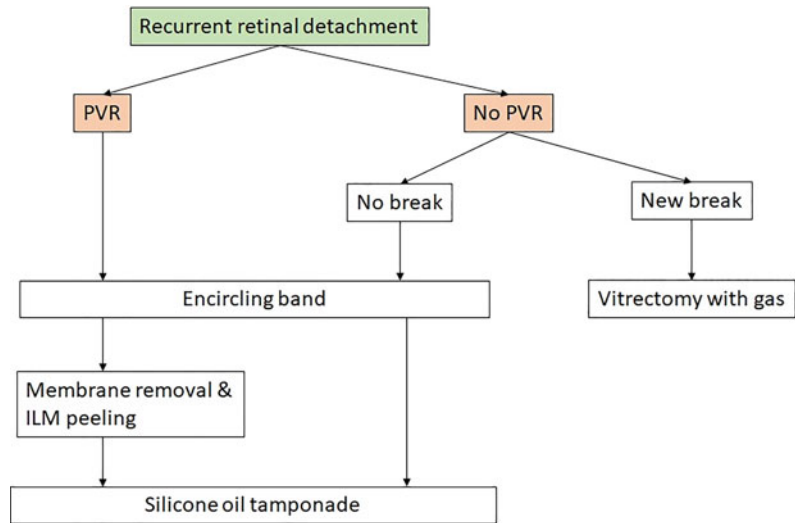 Recurrent retinal detachment
PVR
No PVR
No break
New break
Encircling band
Vitrectomy with gas
Membrane removal &
ILM peeling
Silicone oil tamponade